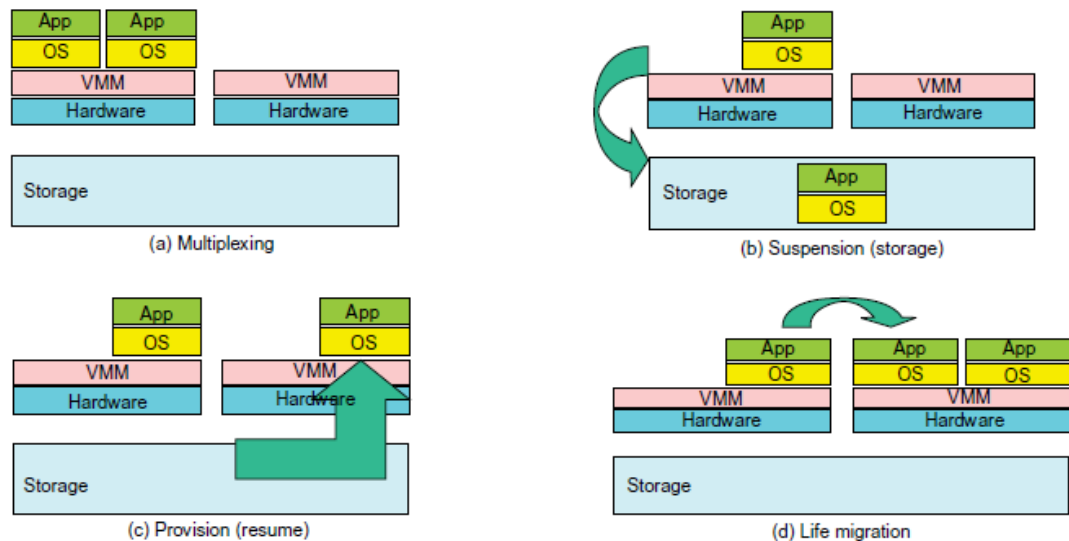 App App
OS OS
VMM VMM
Hardware Hardware
Storage
(a) Multiplexing
App
OS
VMM VMM
Hardware Hardware
App
Storage
OS
(b) Suspension (storage)
App App
OS OS
VMM VMM
Hardware Hardware
Storage
(c) Provision (resume)
App App App
OS OS OS
VMM VMM
Hardware Hardware
Storage
(d) Life migration